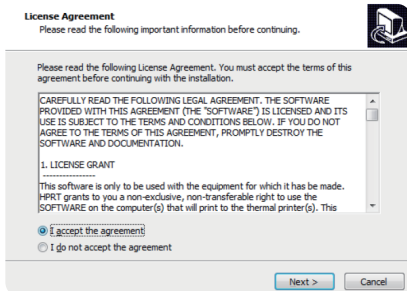 License Agreement
Please read the following important information before continuing.
Please read the following License Agreement. You must accept the terms of this
agreement before continuing with the installation.
CAREFULLY READ THE FOLLOWING LEGAL AGREEMENT. THE SOFTWARE
PROVIDED WITH THIS AGREEMENT (THE "SOFTWARE") IS LICENSED AND ITS
USE IS SUBJECT TO THE TERMS AND CONDITIONS BELOW. IF YOU DO NOT
AGREE TO THE TERMS OF THIS AGREEMENT, PROMPTLY DESTROY THE
SOFTWARE AND DOCUMENTATION.
1. LICENSE GRANT
----------------
This software is only to be used with the equipment for which it has be made.
HPRT grants to you a non-exclusive, non-transferable right to use the
SOFTWARE on the computer(s) that will print to the thermal printer(s). This
I accept the agreement
I do not accept the agreement
Next >
Cancel